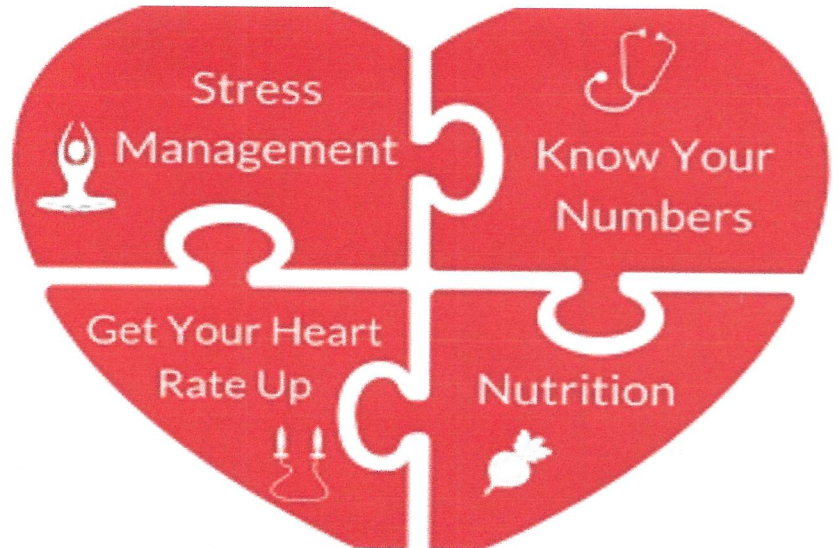 Stress
Management
Know Your
Numbers
Get Your Heart
Rate Up
Nutrition